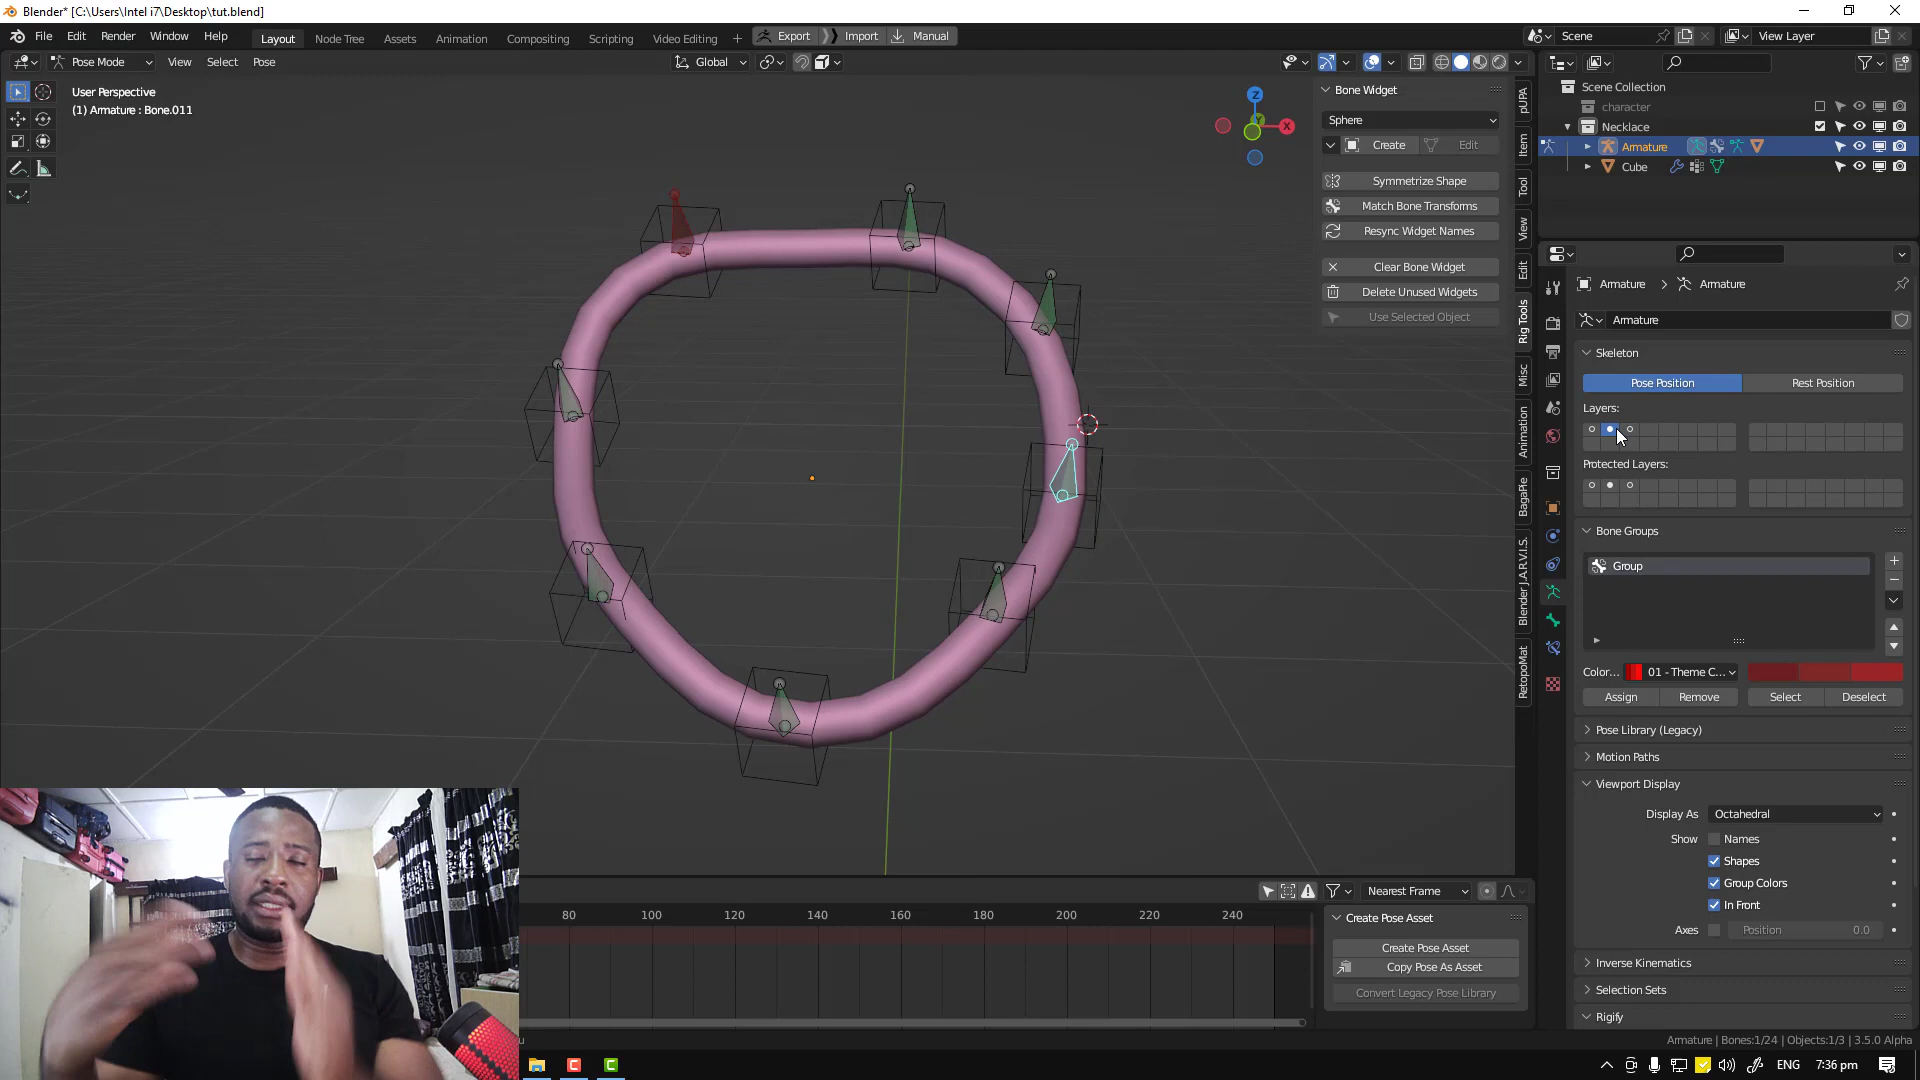 Blender* [C:\Users\Intel i7\Desktop\tut.blend]
File Edit Render Window Help
Layout Node Tree Assets Animation Compositing Scripting Video Editing +
Export Import Manual
Scene
View Layer
Pose Mode View Select Pose
Global
User Perspective
(1) Armature : Bone.011
Z
X
Bone Widget
Sphere
Create Edit
Symmetrize Shape
Match Bone Transforms
Resync Widget Names
Clear Bone Widget
Delete Unused Widgets
Use Selected Object
pUPA
Item
Tool
View
Edit
Rig Tools
Misc
Animation
BagaPie
Blender J.A.R.V.I.S.
RetopoMat
Scene Collection
character
Necklace
Armature
Cube
Armature > Armature
Armature
Skeleton
Pose Position Rest Position
Layers:
Protected Layers:
Bone Groups
Group
Color... 01 - Theme C...
Assign Remove Select Deselect
Pose Library (Legacy)
Motion Paths
Viewport Display
Display As Octahedral
Show Names
Shapes
Group Colors
In Front
Axes Position 0.0
Inverse Kinematics
Selection Sets
Rigify
Nearest Frame
80 100 120 140 160 180 200 220 240
Create Pose Asset
Create Pose Asset
Copy Pose As Asset
Convert Legacy Pose Library
Armature | Bones:1/24 | Objects:1/3 | 3.5.0 Alpha
ENG 7:36 pm